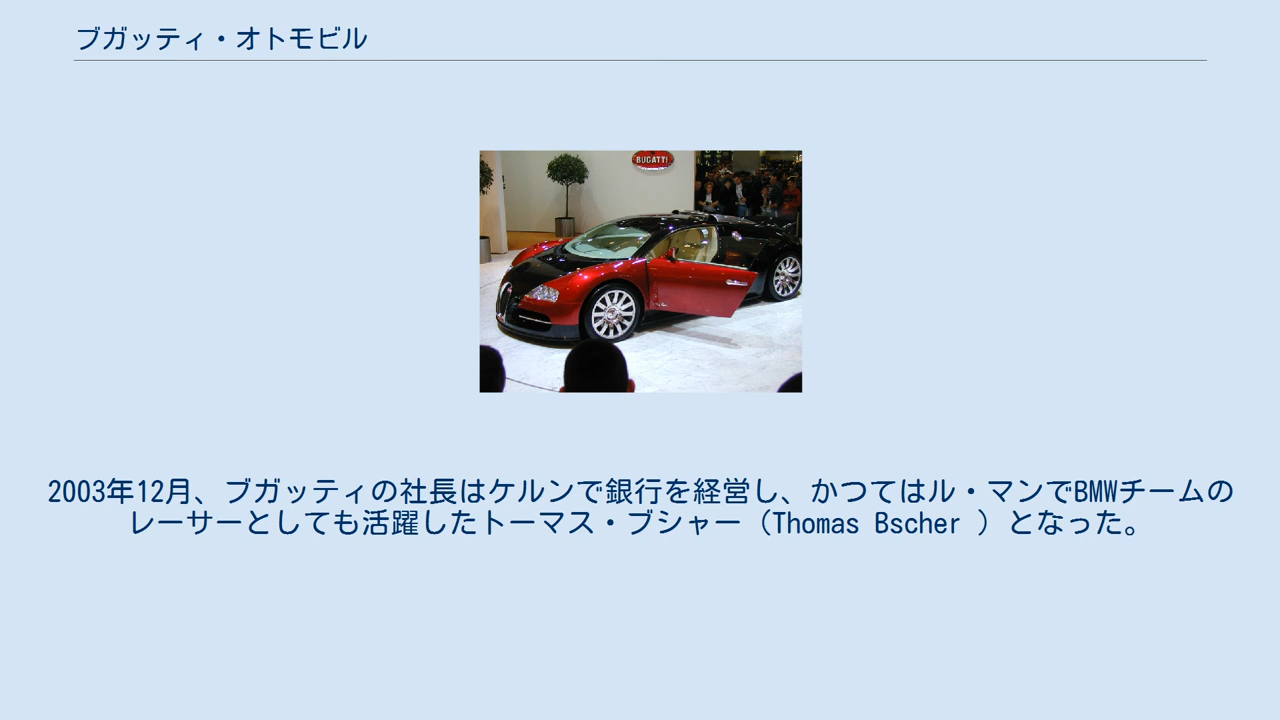 ブガッティ・オトモビル
BUGATTI
2003年12月、ブガッティの社長はケルンで銀行を経営し、かつてはル・マンでBMWチームの
レーサーとしても活躍したトーマス・ブシャー（Thomas Bscher ）となった。